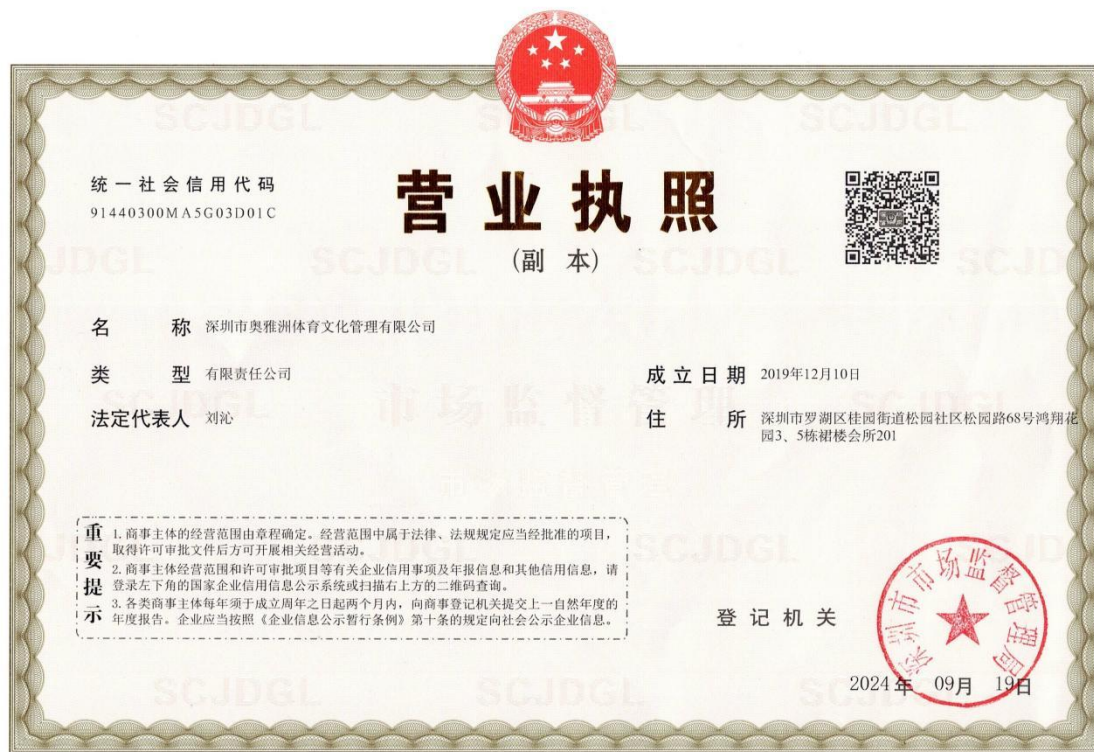 统一社会信用代码
91440300MA5G03D01C
营业执照
(副 本)
名 称 深圳市奥雅洲体育文化管理有限公司
类 型 有限责任公司
法定代表人 刘沁
成立日期 2019年12月10日
住 所 深圳市罗湖区桂园街道松园社区松园路68号鸿翔花
园3、5栋裙楼会所201
重要提示
1. 商事主体的经营范围由章程确定。经营范围中属于法律、法规规定应当经批准的项目，
取得许可审批文件后方可开展相关经营活动。
2. 商事主体经营范围和许可审批项目等有关企业信用事项及年报信息和其他信用信息，请
登录左下角的国家企业信用信息公示系统或扫描右上方的二维码查询。
3. 各类商事主体每年须于成立周年之日起两个月内，向商事登记机关提交上一自然年度的
年度报告。企业应当按照《企业信息公示暂行条例》第十条的规定向社会公示企业信息。
登记机关
深圳市市场监督管理局
2024年 09月 19日
SCJDGL
市场监督管理